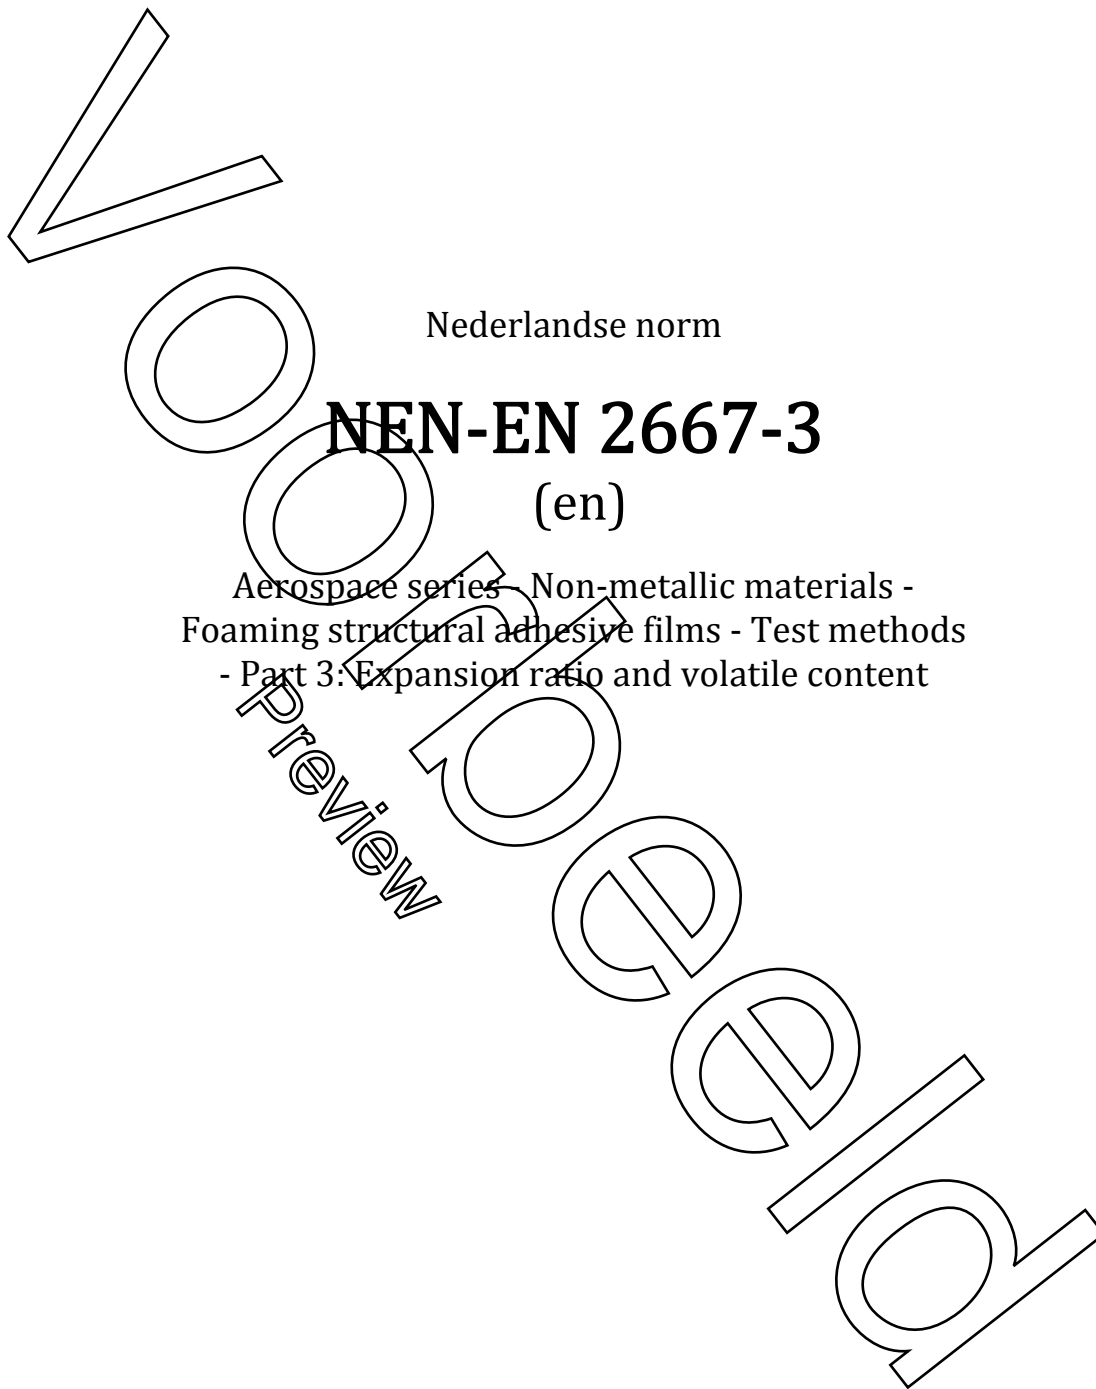 Nederlandse norm
NEN-EN 2667-3
(en)
Aerospace series - Non-metallic materials -
Foaming structural adhesive films - Test methods
- Part 3: Expansion ratio and volatile content
Voorbeeld
Preview